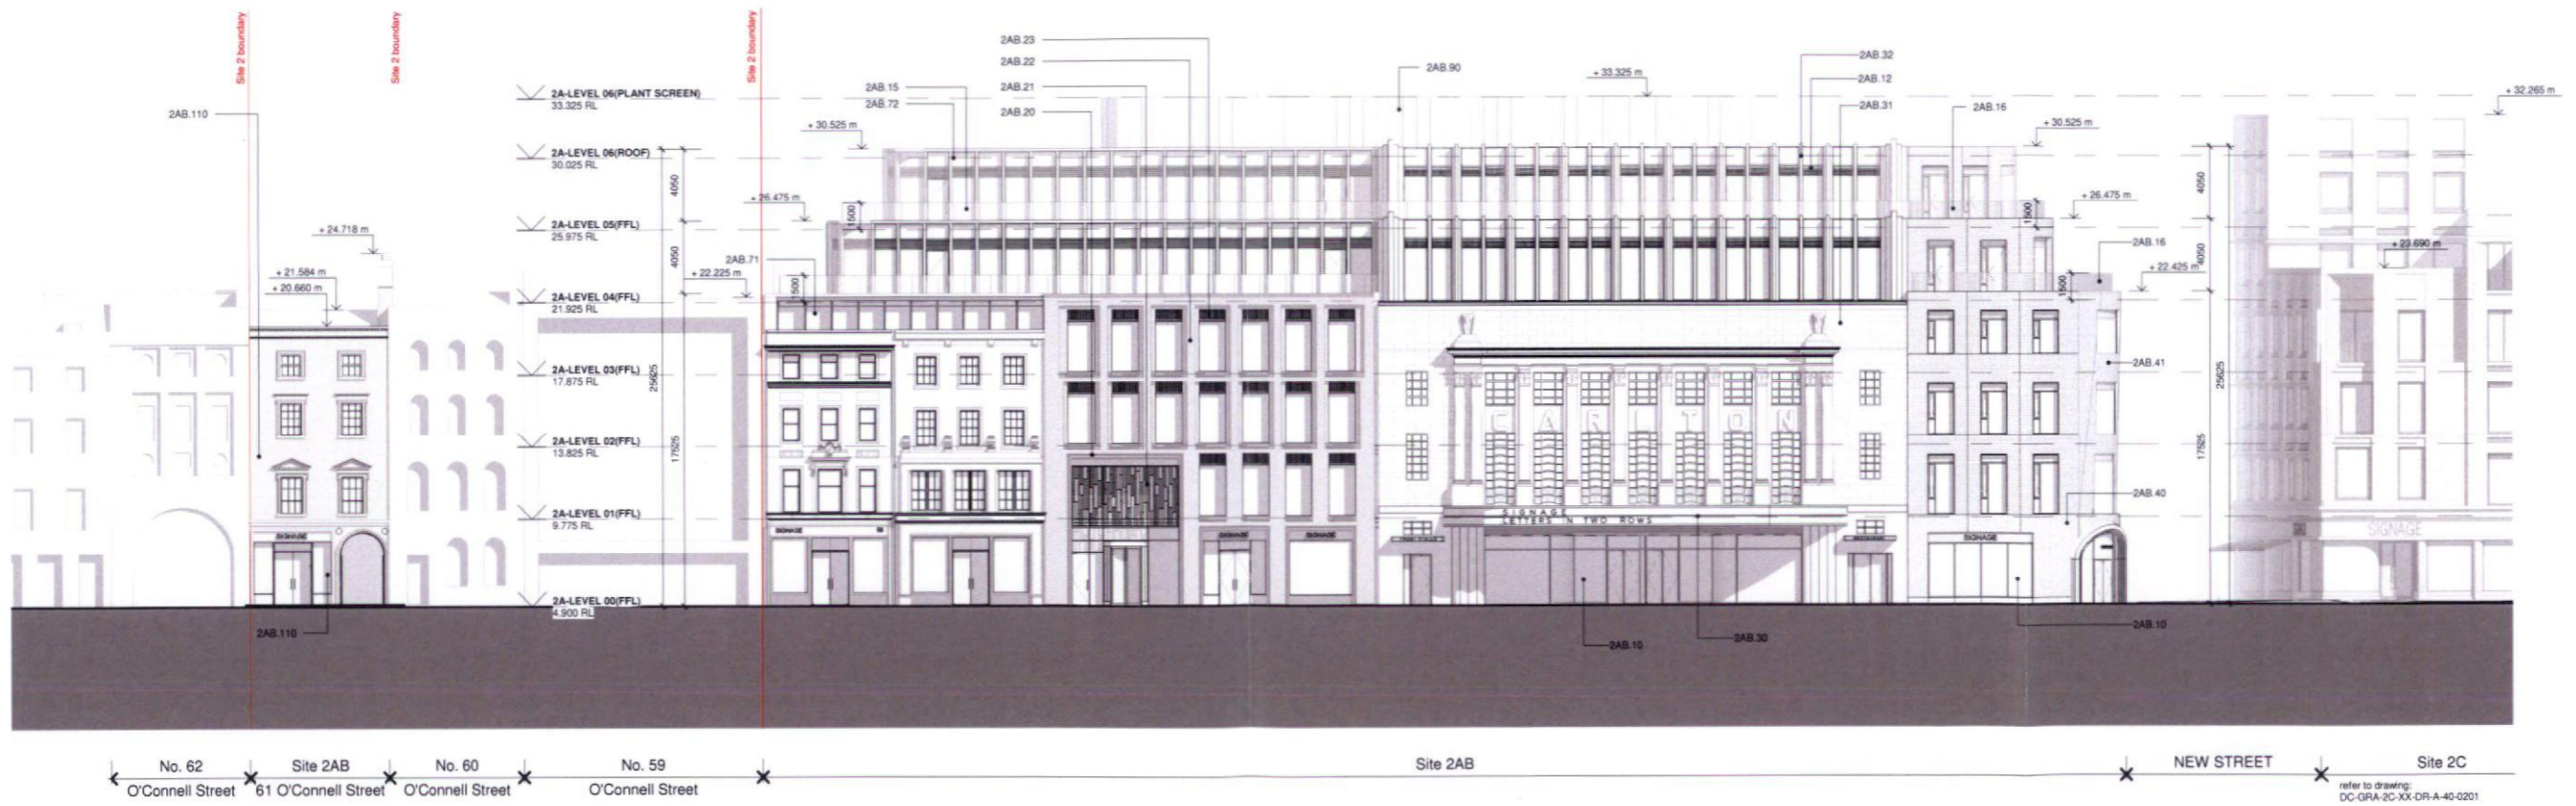 Site 2 boundary
Site 2 boundary
Site 2 boundary
2AB.110
+ 24.718 m
+ 21.584 m
+ 20.660 m
2A-LEVEL 06(PLANT SCREEN)
33.325 RL
2A-LEVEL 06(ROOF)
30.025 RL
2A-LEVEL 05(FFL)
25.975 RL
2A-LEVEL 04(FFL)
21.925 RL
2A-LEVEL 03(FFL)
17.875 RL
2A-LEVEL 02(FFL)
13.825 RL
2A-LEVEL 01(FFL)
9.775 RL
2A-LEVEL 00(FFL)
4.900 RL
4050
4050
25625
17525
+ 30.525 m
+ 26.475 m
+ 22.225 m
1500
1500
2AB.15
2AB.72
2AB.71
2AB.23
2AB.22
2AB.21
2AB.20
2AB.90
+ 33.325 m
2AB.32
2AB.12
2AB.31
2AB.16
+ 30.525 m
+ 26.475 m
1500
2AB.16
+ 22.425 m
1500
2AB.41
2AB.40
4050
4050
25625
17525
+ 32.265 m
+ 23.690 m
SIGNAGE
SIGNAGE
CARLTON
SIGNAGE
LETTERS IN TWO ROWS
SIGNAGE
SIGNAGE
SIGNAGE
SIGNAGE
2AB.110
2AB.10
2AB.30
2AB.10
No. 62
O'Connell Street
Site 2AB
61 O'Connell Street
No. 60
O'Connell Street
No. 59
O'Connell Street
Site 2AB
NEW STREET
Site 2C
refer to drawing:
DC-GRA-2C-XX-DR-A-40-0201